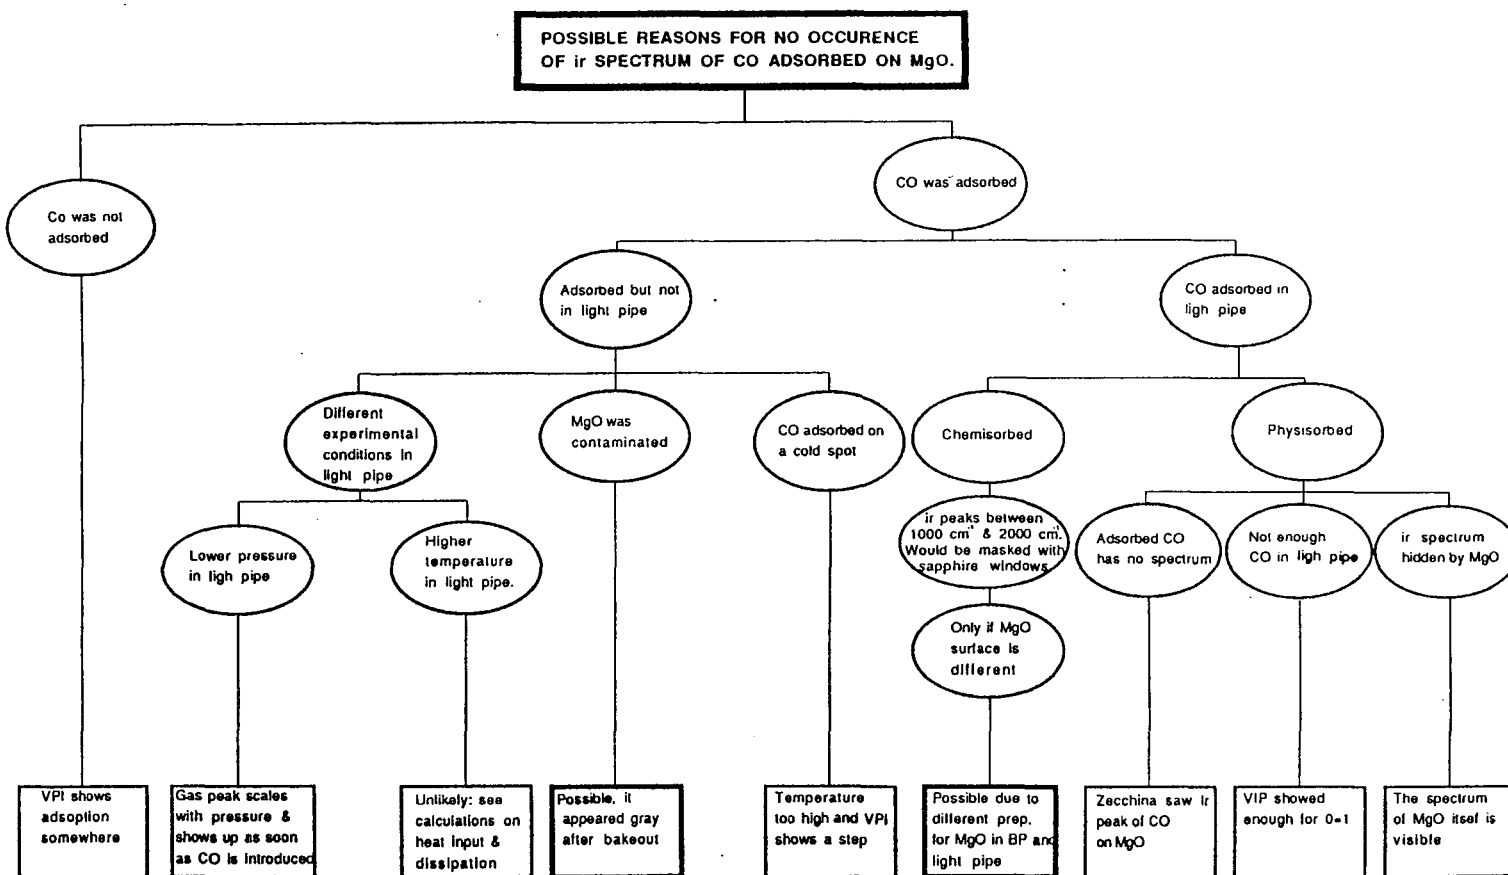 POSSIBLE REASONS FOR NO OCCURENCE
OF ir SPECTRUM OF CO ADSORBED ON MgO.
Co was not
adsorbed
CO was adsorbed
Adsorbed but not
in light pipe
CO adsorbed in
ligh pipe
Different
experimental
conditions in
light pipe
MgO was
contaminated
CO adsorbed on
a cold spot
Chemisorbed
Physisorbed
Lower pressure
in ligh pipe
Higher
temperature
in light pipe.
ir peaks between
1000 cm⁻¹ & 2000 cm⁻¹.
Would be masked with
sapphire windows
Adsorbed CO
has no spectrum
Not enough
CO in ligh pipe
ir spectrum
hidden by MgO
Only if MgO
surface is
different
VPI shows
adsoption
somewhere
Gas peak scales
with pressure &
shows up as soon
as CO is introduced
Unlikely: see
calculations on
heat input &
dissipation
Possible, it
appeared gray
after bakeout
Temperature
too high and VPI
shows a step
Possible due to
different prep.
for MgO in BP and
light pipe
Zecchina saw ir
peak of CO
on MgO
VIP showed
enough for 0=1
The spectrum
of MgO itself is
visible